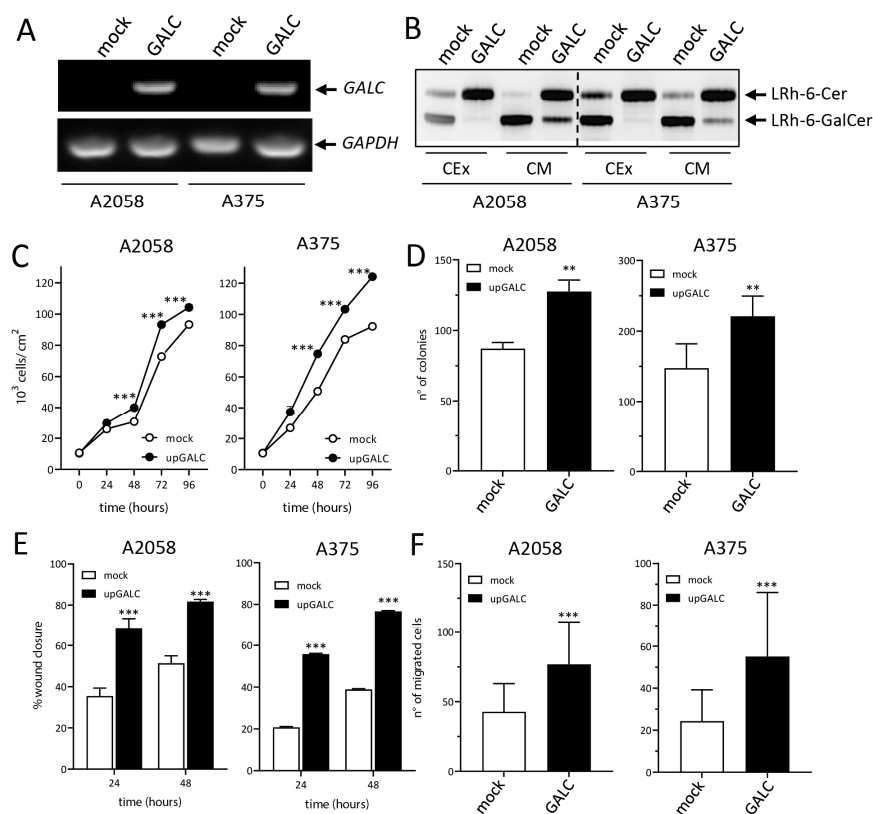 A
mock
GALC
mock
GALC
GALC
GAPDH
A2058
A375
B
mock
GALC
mock
GALC
mock
GALC
mock
GALC
LRh-6-Cer
LRh-6-GalCer
CEx
CM
CEx
CM
A2058
A375
C
A2058
10³ cells/ cm²
120
100
80
60
40
20
0
***
***
***
mock
upGALC
0 24 48 72 96
time (hours)
A375
120
100
80
60
40
20
0
***
***
***
***
mock
upGALC
0 24 48 72 96
time (hours)
D
A2058
n° of colonies
150
100
50
0
mock
upGALC
**
mock
GALC
A375
300
200
100
0
mock
upGALC
**
mock
GALC
E
A2058
% wound closure
100
80
60
40
20
0
mock
upGALC
***
***
24 48
time (hours)
A375
100
80
60
40
20
0
mock
upGALC
***
***
24 48
time (hours)
F
A2058
n° of migrated cells
150
100
50
0
mock
upGALC
***
mock
GALC
A375
100
80
60
40
20
0
mock
upGALC
***
mock
GALC